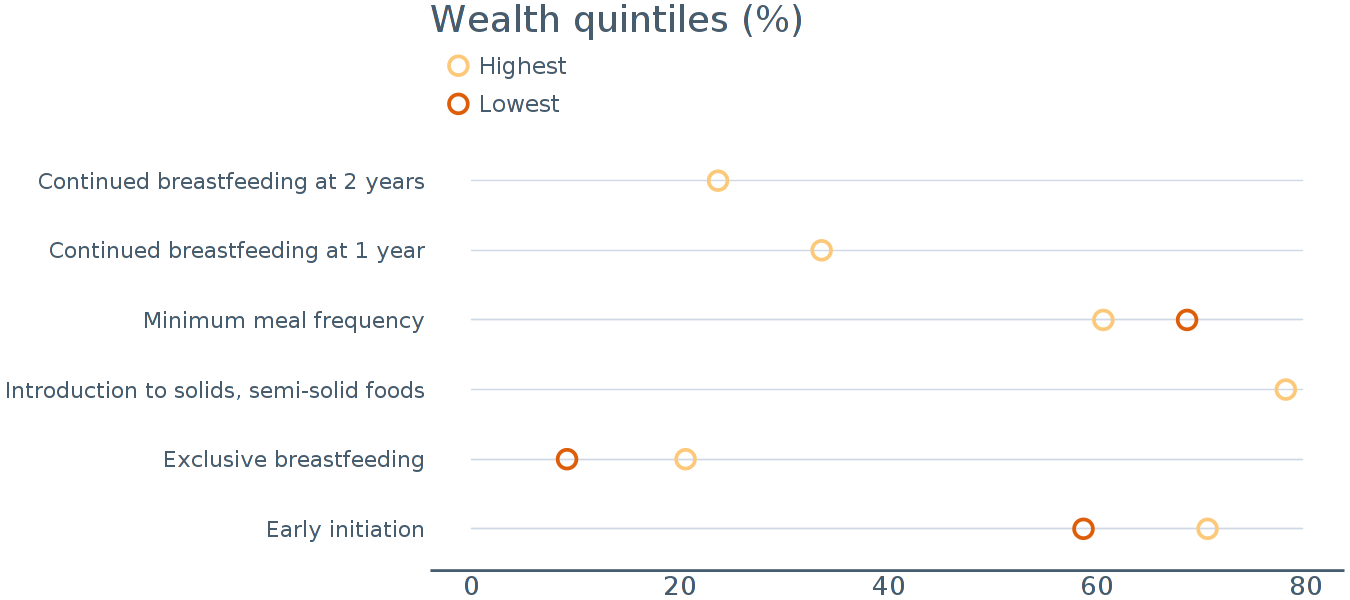 Wealth quintiles (%)
Highest
Lowest
Continued breastfeeding at 2 years
Continued breastfeeding at 1 year
Minimum meal frequency
Introduction to solids, semi-solid foods
Exclusive breastfeeding
Early initiation
0 20 40 60 80